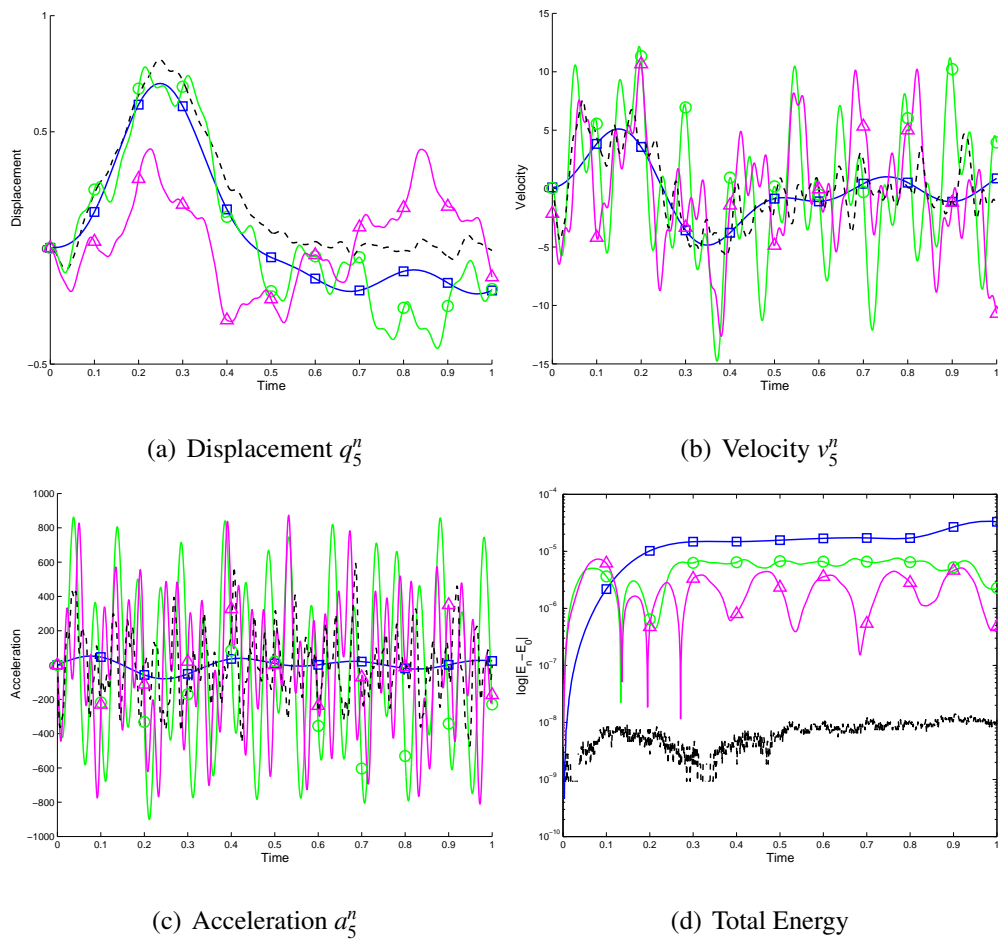 1
0.5
0
−0.5
Displacement
0 0.1 0.2 0.3 0.4 0.5 0.6 0.7 0.8 0.9 1
Time
(a) Displacement q_5^n
15
10
5
0
−5
−10
−15
Velocity
0 0.1 0.2 0.3 0.4 0.5 0.6 0.7 0.8 0.9 1
Time
(b) Velocity v_5^n
1000
800
600
400
200
0
−200
−400
−600
−800
−1000
Acceleration
0 0.1 0.2 0.3 0.4 0.5 0.6 0.7 0.8 0.9 1
Time
(c) Acceleration a_5^n
10^−4
10^−5
10^−6
10^−7
10^−8
10^−9
10^−10
log|E_n−E_0|
0 0.1 0.2 0.3 0.4 0.5 0.6 0.7 0.8 0.9 1
Time
(d) Total Energy